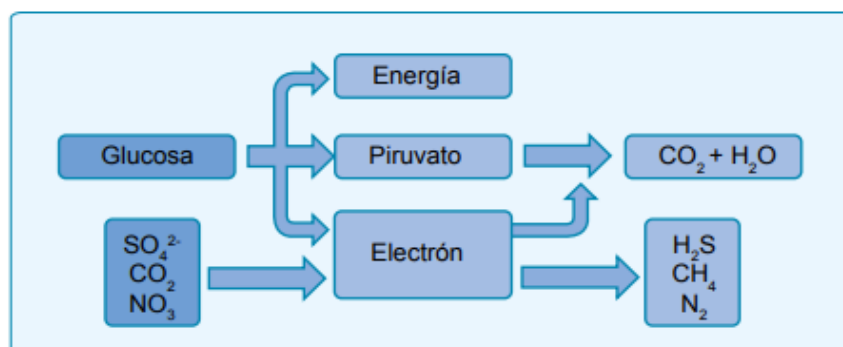 Energía
Glucosa
Piruvato
CO₂ + H₂O
SO₄²⁻
CO₂
NO₃
Electrón
H₂S
CH₄
N₂